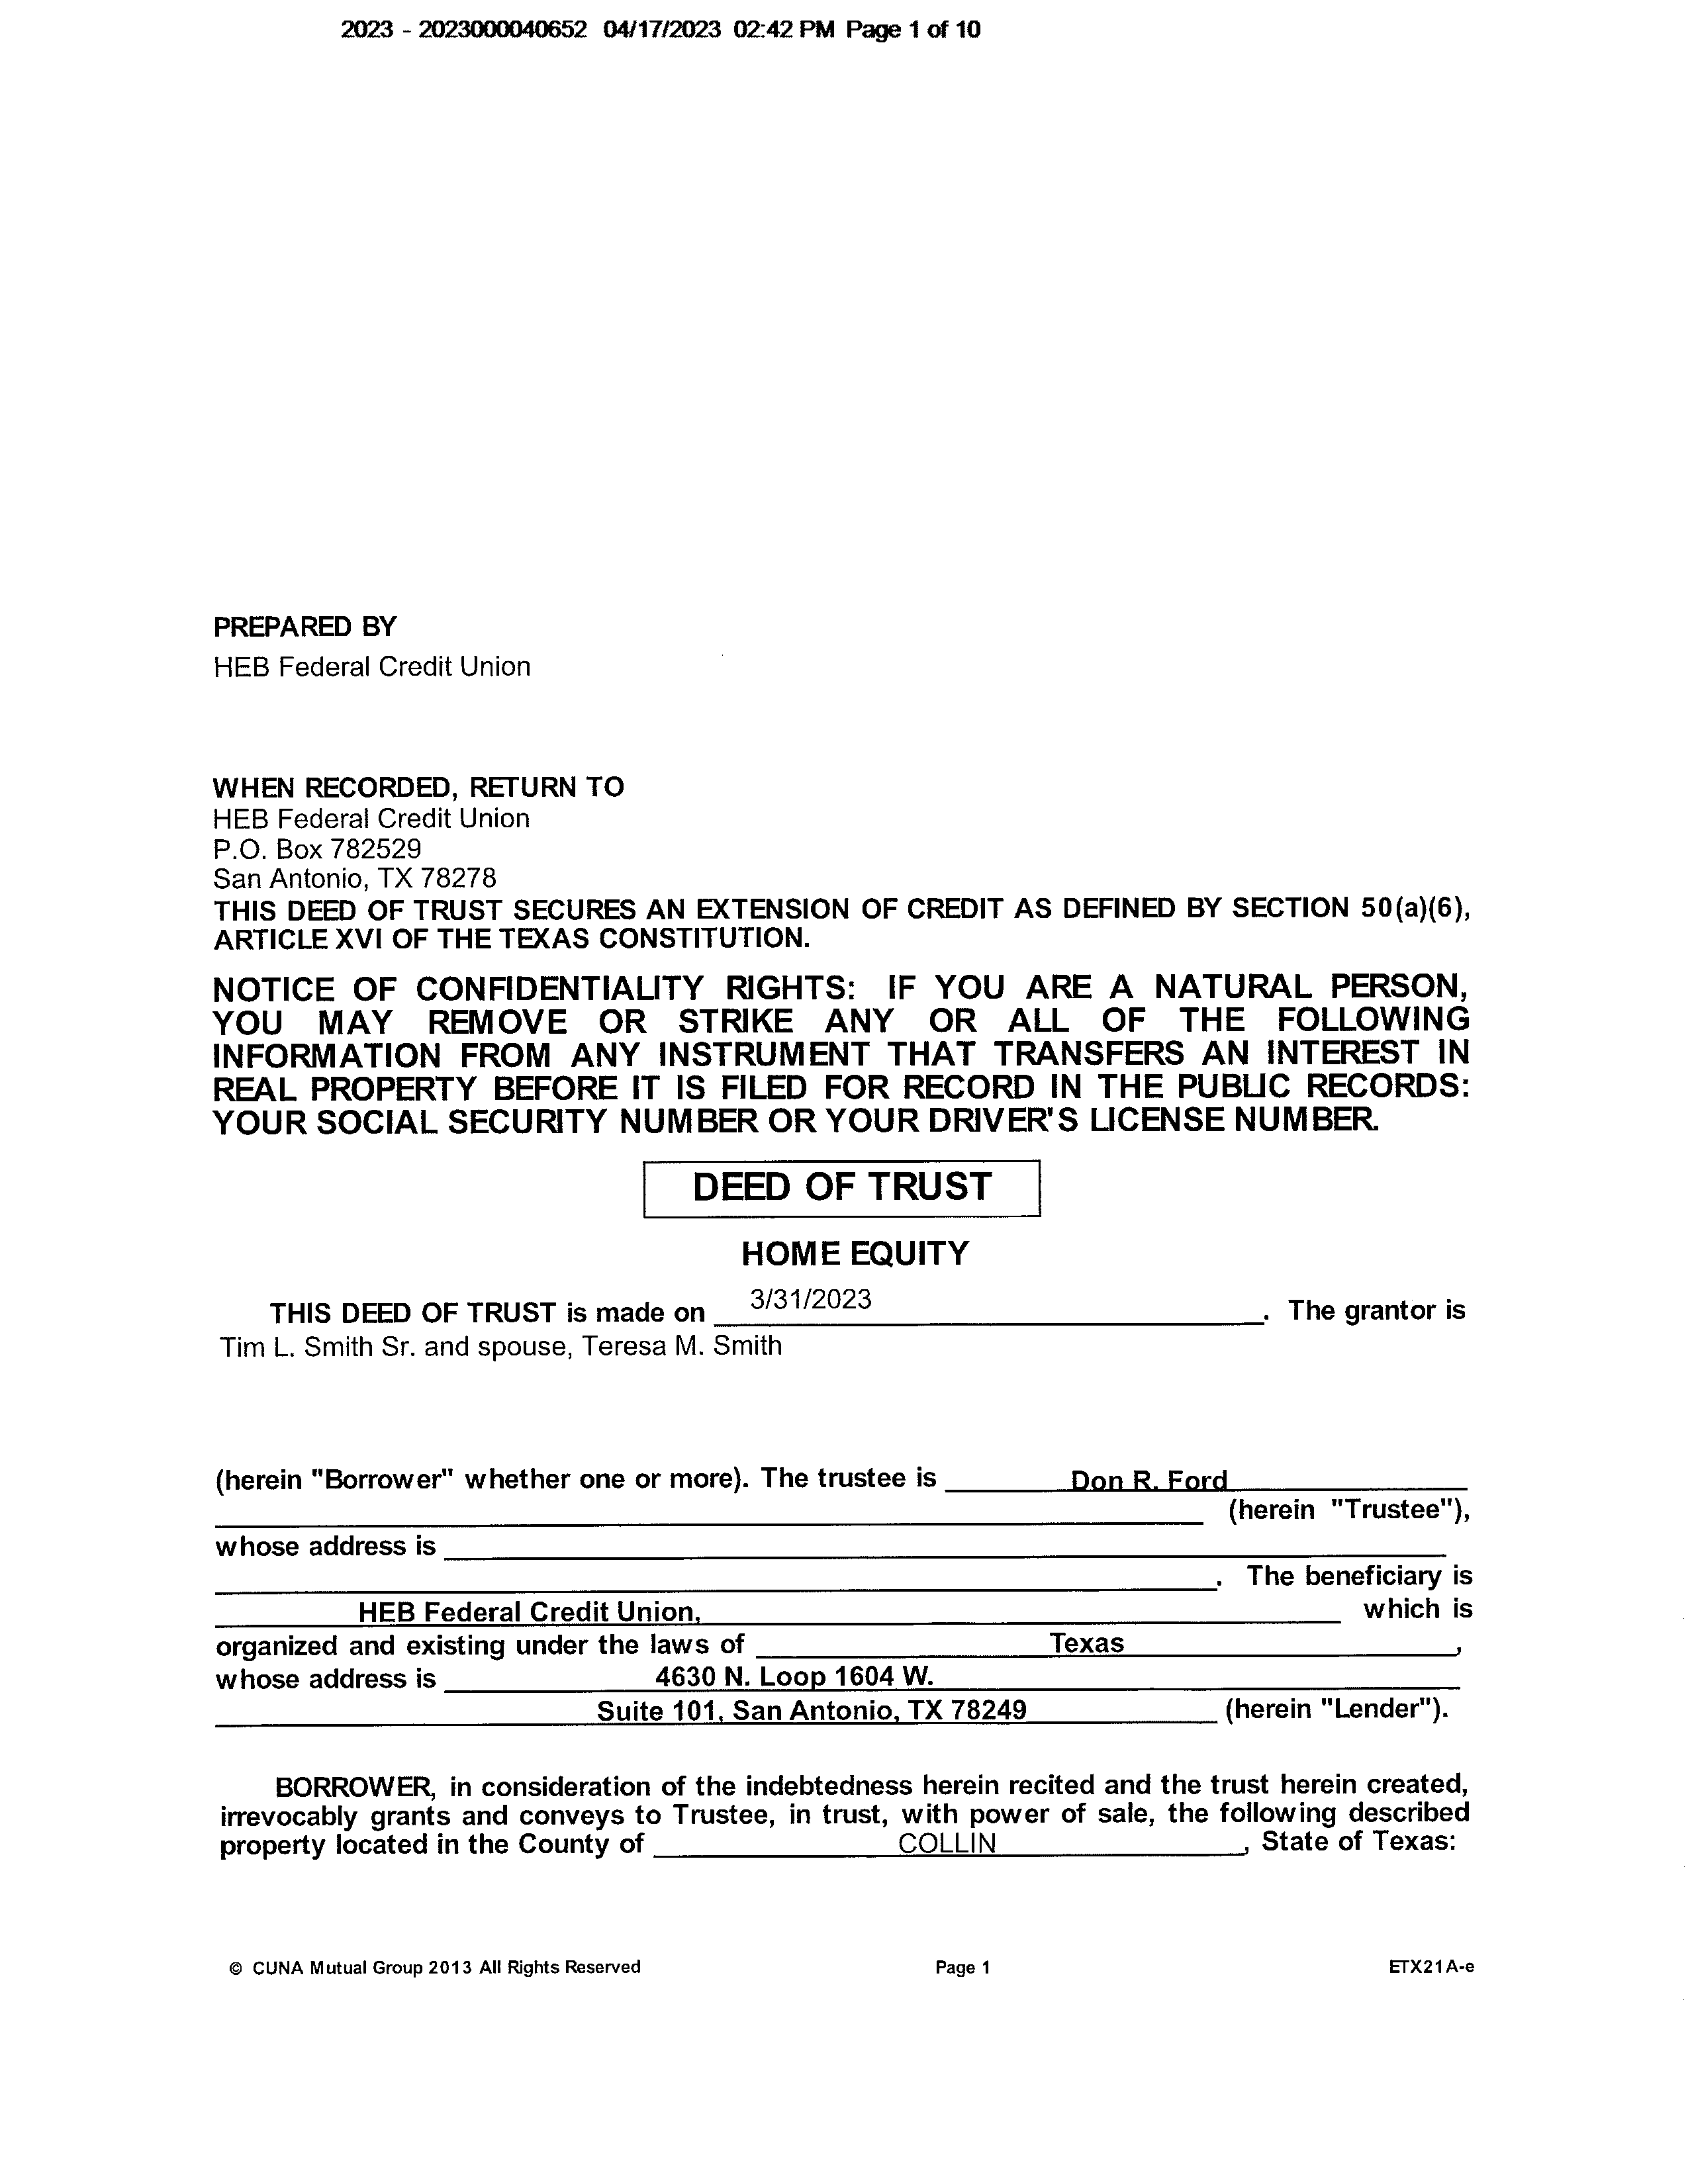 2023 - 2023000040652 04/17/2023 02:42 PM Page 1 of 10
PREPARED BY
HEB Federal Credit Union
WHEN RECORDED, RETURN TO
HEB Federal Credit Union
P.O. Box 782529
San Antonio, TX 78278
THIS DEED OF TRUST SECURES AN EXTENSION OF CREDIT AS DEFINED BY SECTION 50(a)(6),
ARTICLE XVI OF THE TEXAS CONSTITUTION.
NOTICE OF CONFIDENTIALITY RIGHTS: IF YOU ARE A NATURAL PERSON,
YOU MAY REMOVE OR STRIKE ANY OR ALL OF THE FOLLOWING
INFORMATION FROM ANY INSTRUMENT THAT TRANSFERS AN INTEREST IN
REAL PROPERTY BEFORE IT IS FILED FOR RECORD IN THE PUBLIC RECORDS:
YOUR SOCIAL SECURITY NUMBER OR YOUR DRIVER'S LICENSE NUMBER.
DEED OF TRUST
HOME EQUITY
THIS DEED OF TRUST is made on 3/31/2023. The grantor is
Tim L. Smith Sr. and spouse, Teresa M. Smith
(herein "Borrower" whether one or more). The trustee is Don R. Ford
(herein "Trustee"),
whose address is
. The beneficiary is
HEB Federal Credit Union, which is
organized and existing under the laws of Texas,
whose address is 4630 N. Loop 1604 W.
Suite 101, San Antonio, TX 78249 (herein "Lender").
BORROWER, in consideration of the indebtedness herein recited and the trust herein created,
irrevocably grants and conveys to Trustee, in trust, with power of sale, the following described
property located in the County of COLLIN, State of Texas:
© CUNA Mutual Group 2013 All Rights Reserved Page 1 ETX21A-e